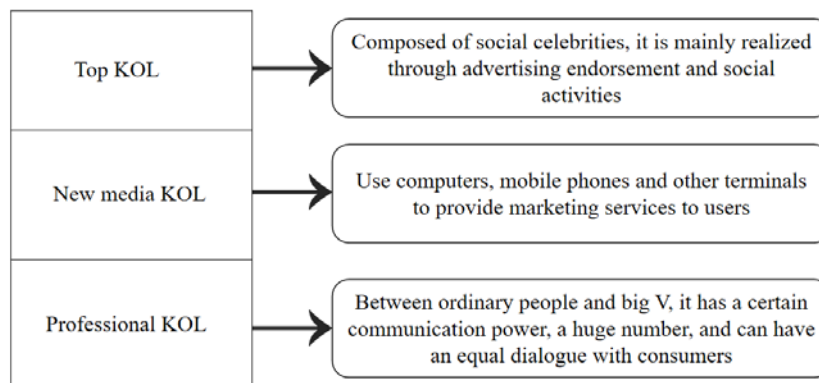 Top KOL
Composed of social celebrities, it is mainly realized
through advertising endorsement and social
activities
New media KOL
Use computers, mobile phones and other terminals
to provide marketing services to users
Professional KOL
Between ordinary people and big V, it has a certain
communication power, a huge number, and can have
an equal dialogue with consumers